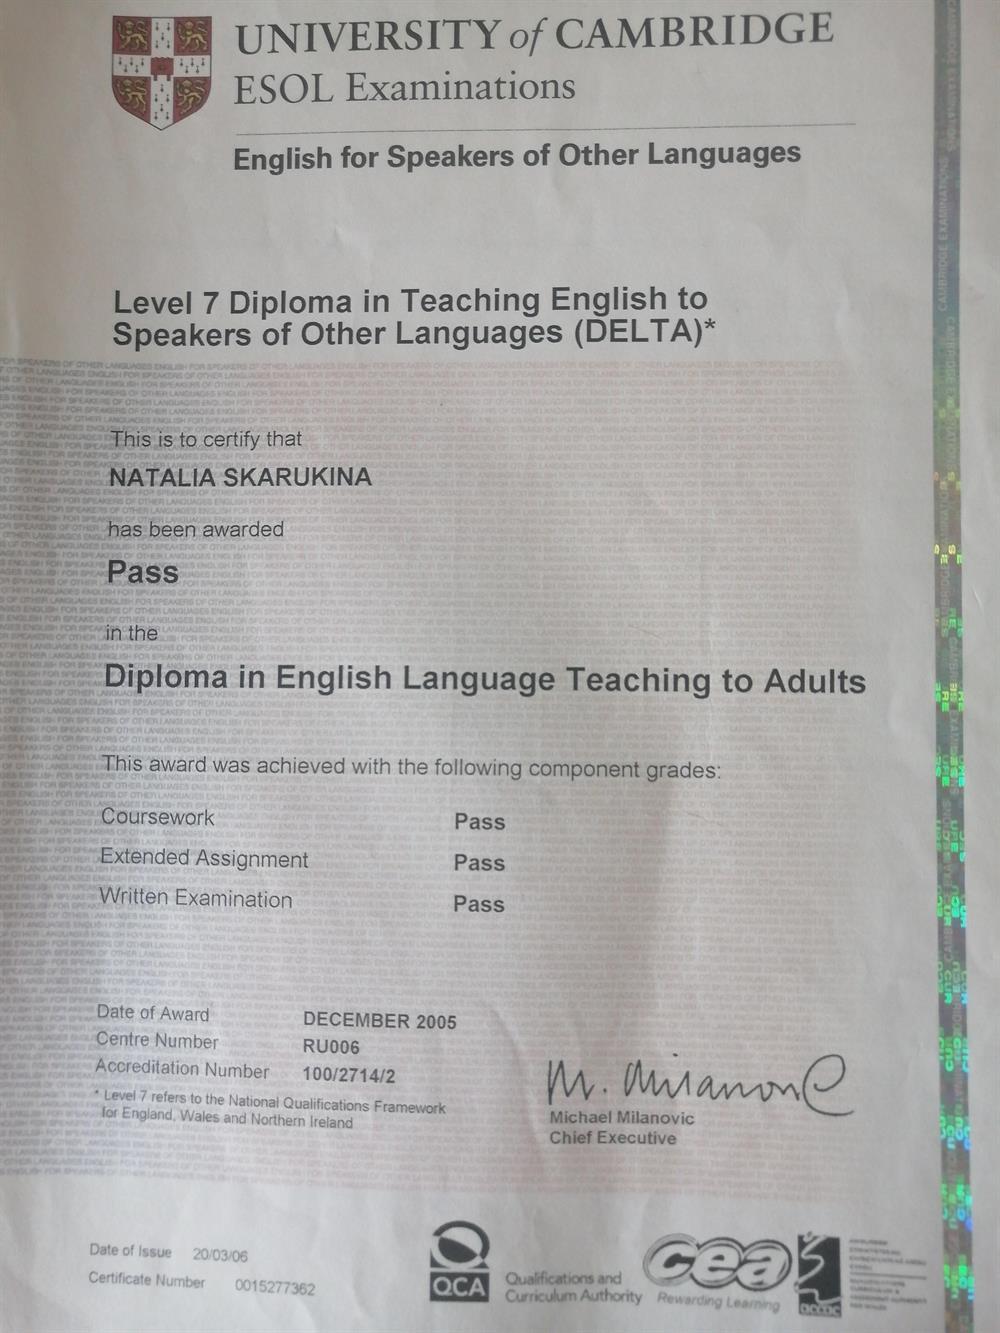 UNIVERSITY of CAMBRIDGE
ESOL Examinations
English for Speakers of Other Languages
Level 7 Diploma in Teaching English to
Speakers of Other Languages (DELTA)*
This is to certify that
NATALIA SKARUKINA
has been awarded
Pass
in the
Diploma in English Language Teaching to Adults
This award was achieved with the following component grades:
Coursework Pass
Extended Assignment Pass
Written Examination Pass
Date of Award DECEMBER 2005
Centre Number RU006
Accreditation Number 100/2714/2
* Level 7 refers to the National Qualifications Framework
for England, Wales and Northern Ireland
M. Milanovic
Michael Milanovic
Chief Executive
Date of Issue 20/03/06
Certificate Number 0015277362
QCA
Qualifications and
Curriculum Authority
cea
Rewarding Learning
ACCAC